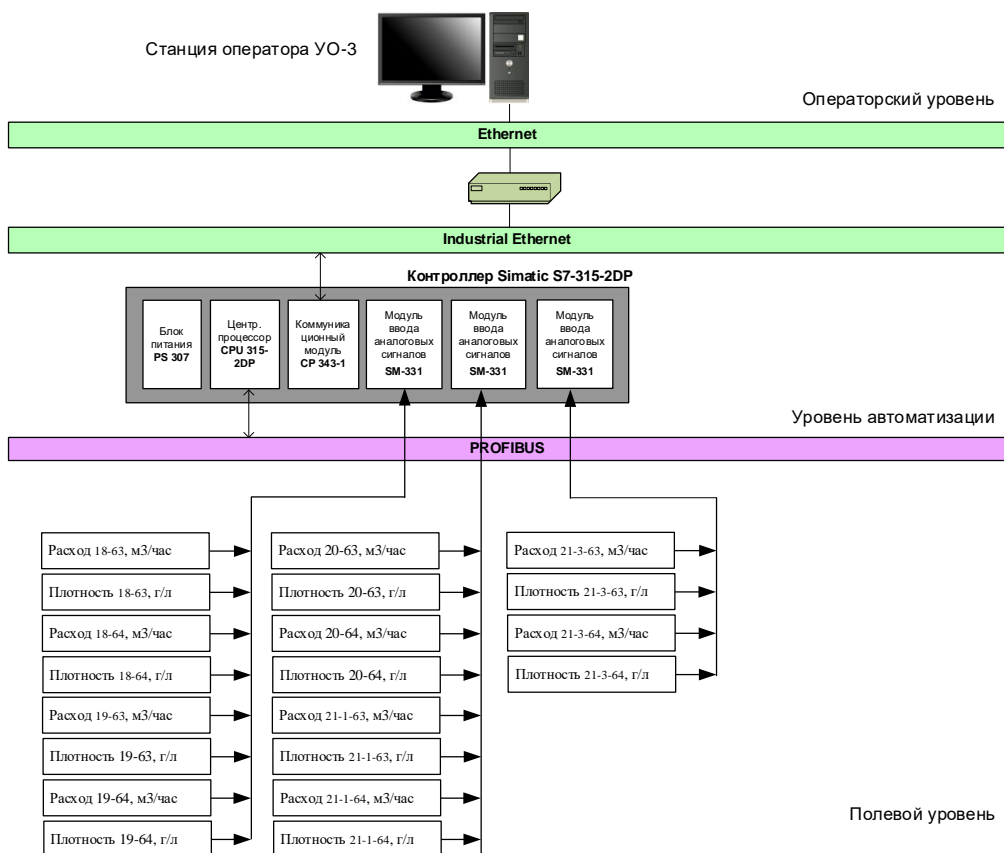 Станция оператора УО-3
Операторский уровень
Ethernet
Industrial Ethernet
Контроллер Simatic S7-315-2DP
Блок
питания
PS 307
Центр.
процессор
CPU 315-
2DP
Коммуника
ционный
модуль
CP 343-1
Модуль
ввода
аналоговых
сигналов
SM-331
Модуль
ввода
аналоговых
сигналов
SM-331
Модуль
ввода
аналоговых
сигналов
SM-331
Уровень автоматизации
PROFIBUS
Расход 18-63, м3/час
Плотность 18-63, г/л
Расход 18-64, м3/час
Плотность 18-64, г/л
Расход 19-63, м3/час
Плотность 19-63, г/л
Расход 19-64, м3/час
Плотность 19-64, г/л
Расход 20-63, м3/час
Плотность 20-63, г/л
Расход 20-64, м3/час
Плотность 20-64, г/л
Расход 21-1-63, м3/час
Плотность 21-1-63, г/л
Расход 21-1-64, м3/час
Плотность 21-1-64, г/л
Расход 21-3-63, м3/час
Плотность 21-3-63, г/л
Расход 21-3-64, м3/час
Плотность 21-3-64, г/л
Полевой уровень